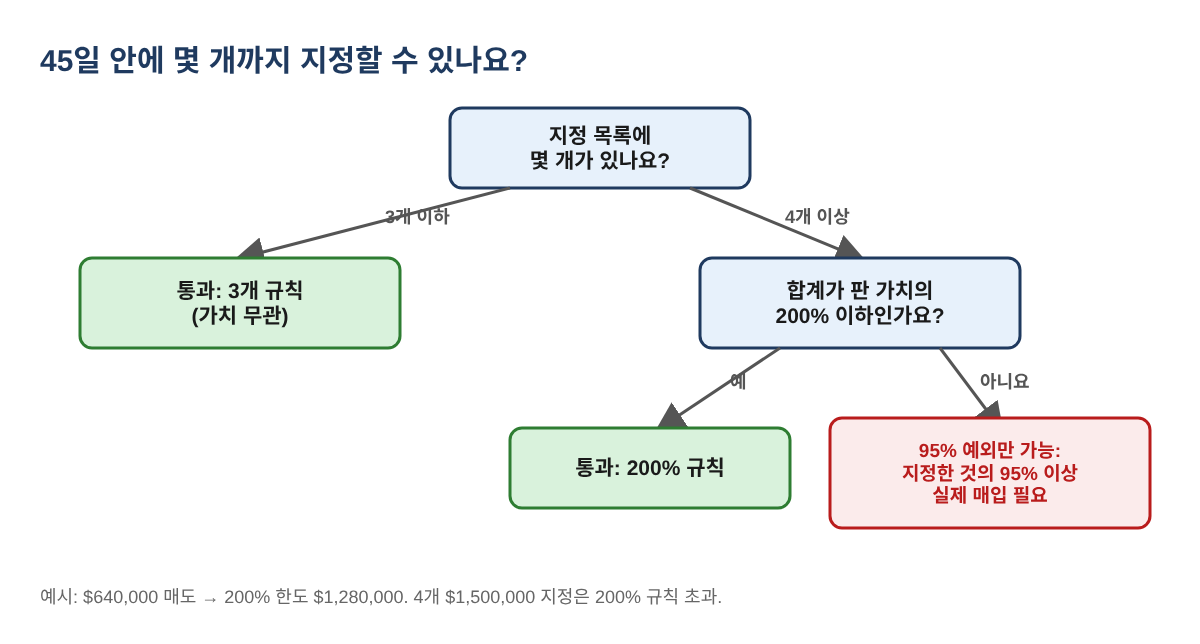 45일 안에 몇 개까지 지정할 수 있나요?
지정 목록에
몇 개가 있나요?
3개 이하
4개 이상
통과: 3개 규칙
(가치 무관)
합계가 판 가치의
200% 이하인가요?
예
아니요
통과: 200% 규칙
95% 예외만 가능:
지정한 것의 95% 이상
실제 매입 필요
예시: $640,000 매도 → 200% 한도 $1,280,000. 4개 $1,500,000 지정은 200% 규칙 초과.